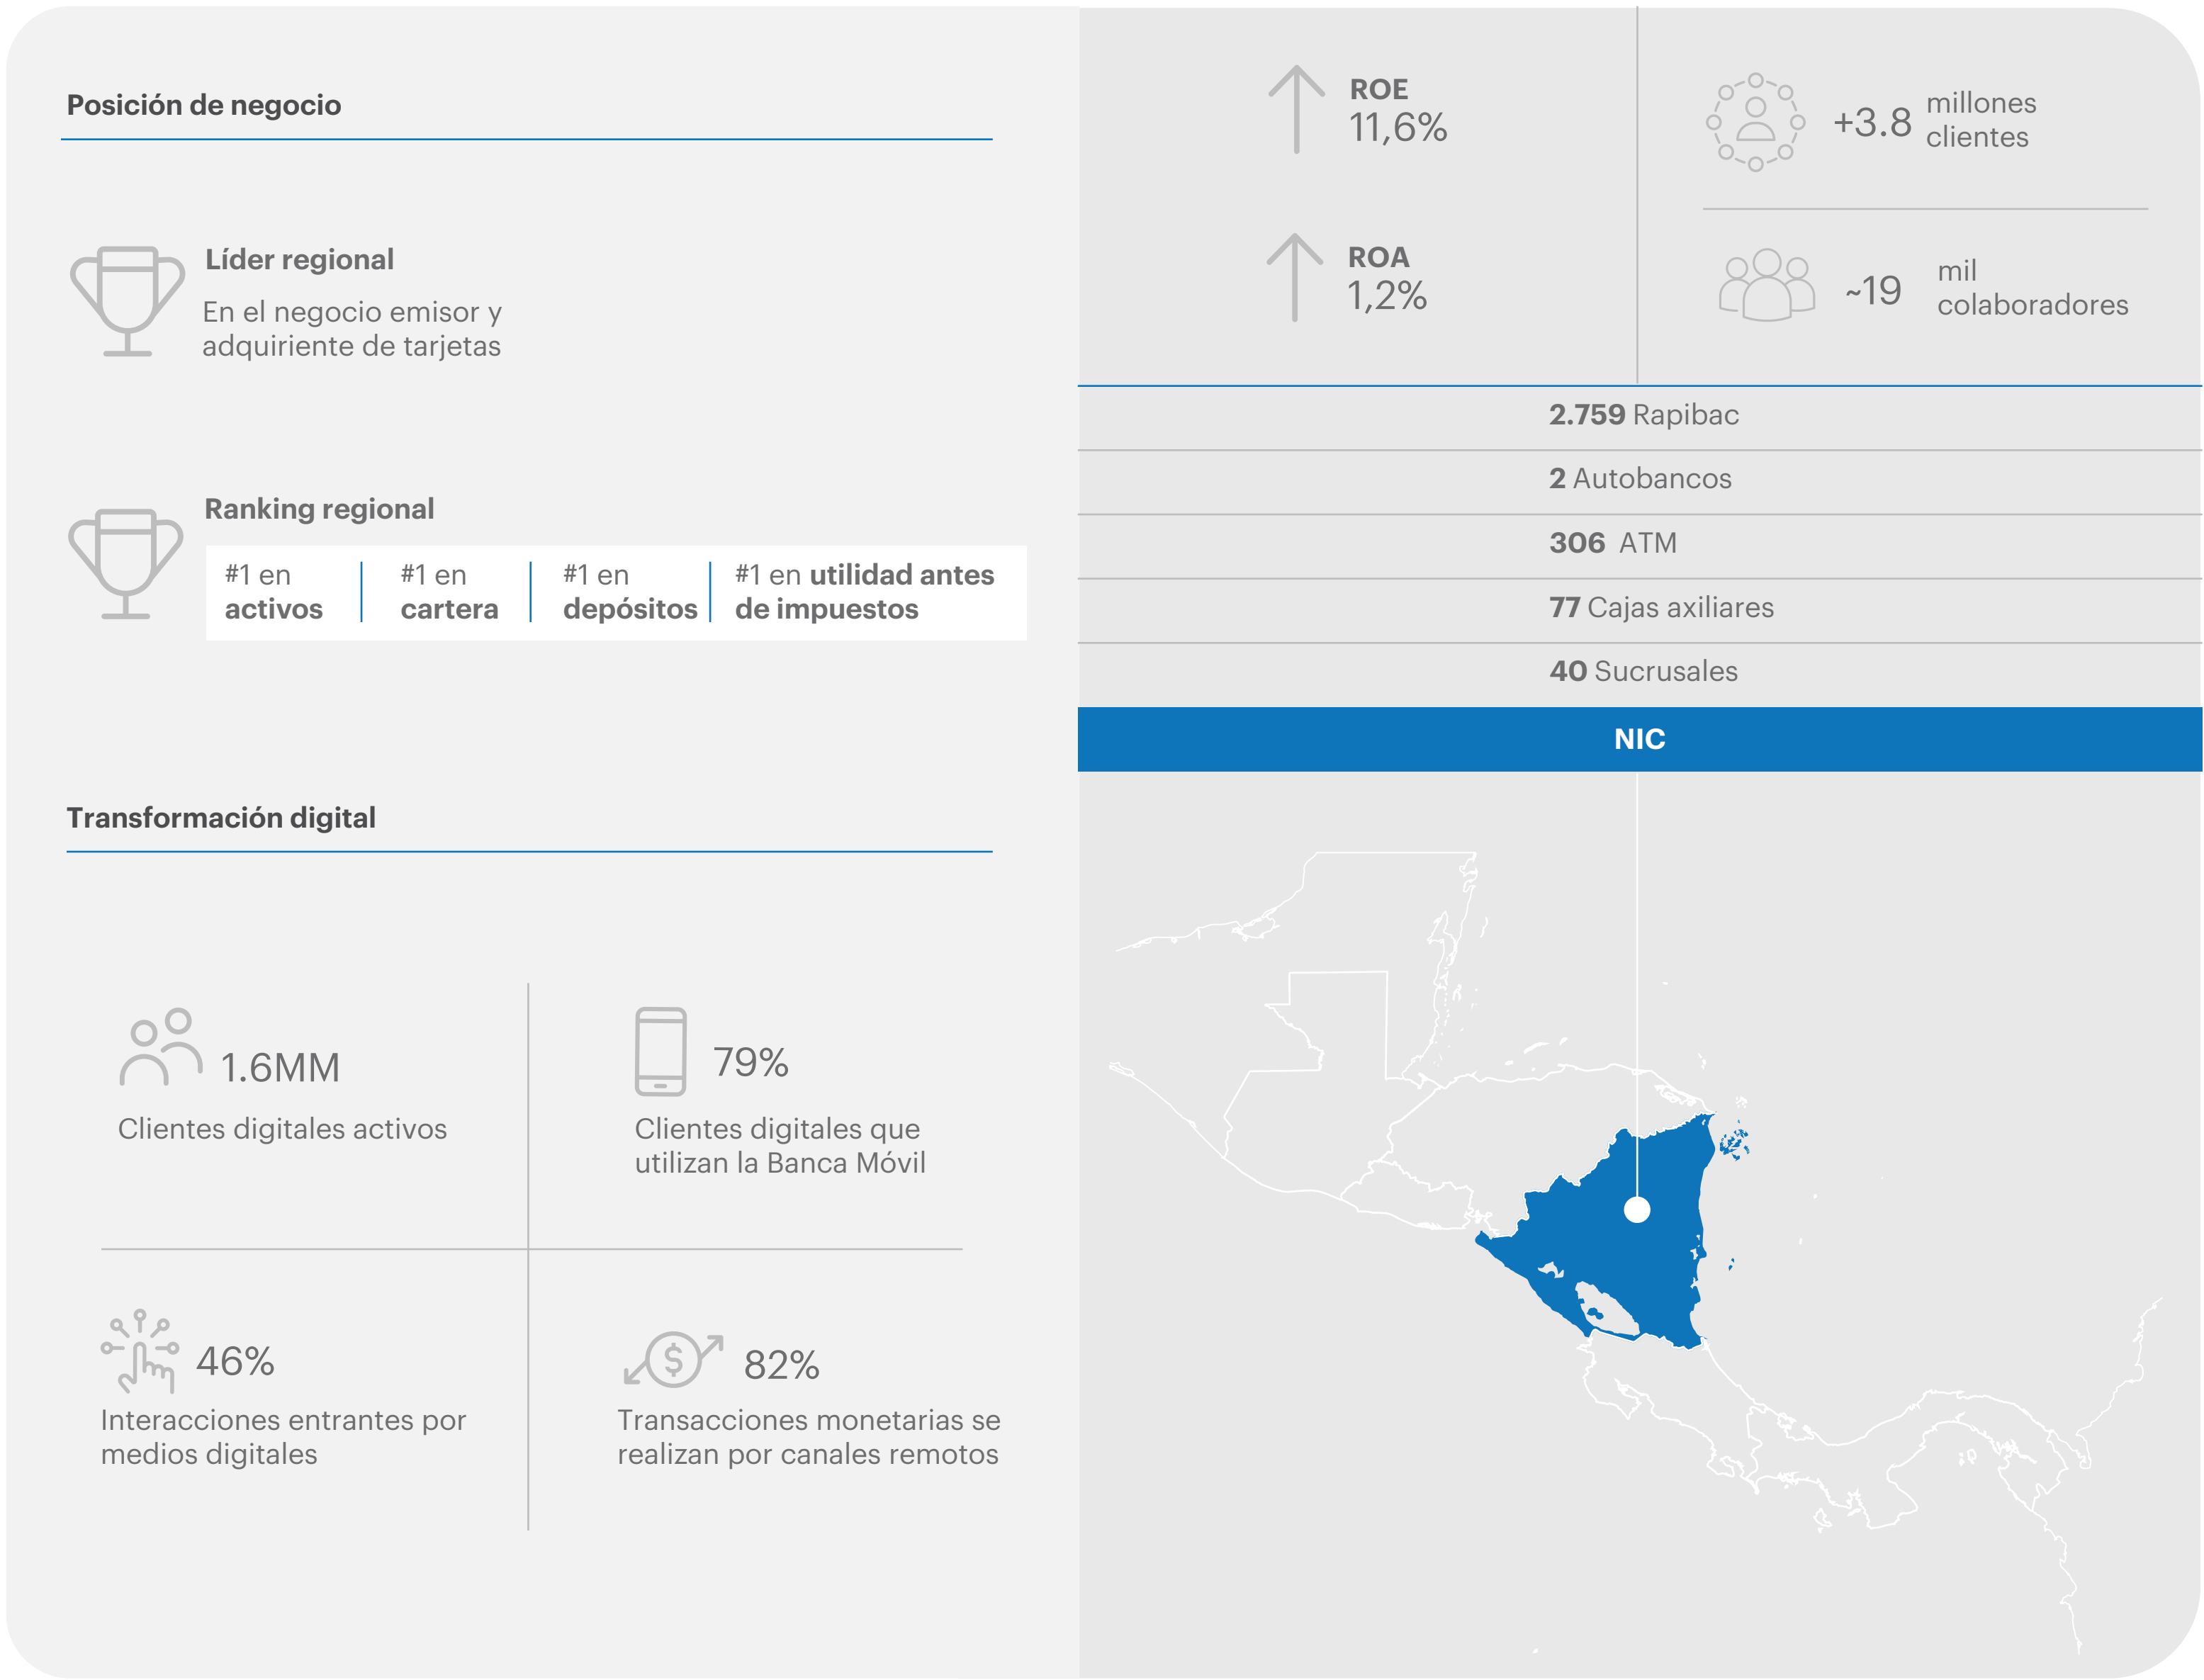 Posición de negocio
Líder regional
En el negocio emisor y
adquiriente de tarjetas
Ranking regional
#1 en
activos
#1 en
cartera
#1 en
depósitos
#1 en utilidad antes
de impuestos
Transformación digital
1.6MM
Clientes digitales activos
79%
Clientes digitales que
utilizan la Banca Móvil
46%
Interacciones entrantes por
medios digitales
82%
Transacciones monetarias se
realizan por canales remotos
ROE
11,6%
ROA
1,2%
+3.8 millones
clientes
~19 mil
colaboradores
2.759 Rapibac
2 Autobancos
306 ATM
77 Cajas axiliares
40 Sucrusales
NIC